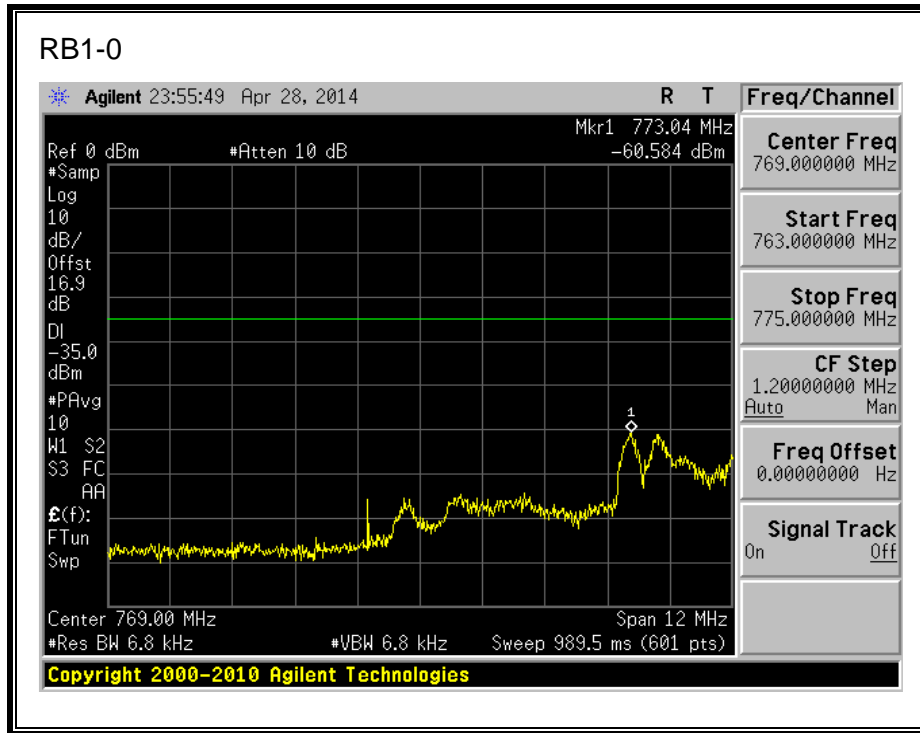 RB1-0
Agilent 23:55:49 Apr 28, 2014 R T
Mkr1 773.04 MHz
Ref 0 dBm #Atten 10 dB -60.584 dBm
#Samp
Log
10
dB/
Offst
16.9
dB
DI
-35.0
dBm
#PAvg
10
W1 S2
S3 FC
AA
£(f):
FTun
Swp
1
Center 769.00 MHz Span 12 MHz
#Res BW 6.8 kHz #VBW 6.8 kHz Sweep 989.5 ms (601 pts)
Copyright 2000-2010 Agilent Technologies
Freq/Channel
Center Freq
769.000000 MHz
Start Freq
763.000000 MHz
Stop Freq
775.000000 MHz
CF Step
1.20000000 MHz
Auto Man
Freq Offset
0.00000000 Hz
Signal Track
On Off